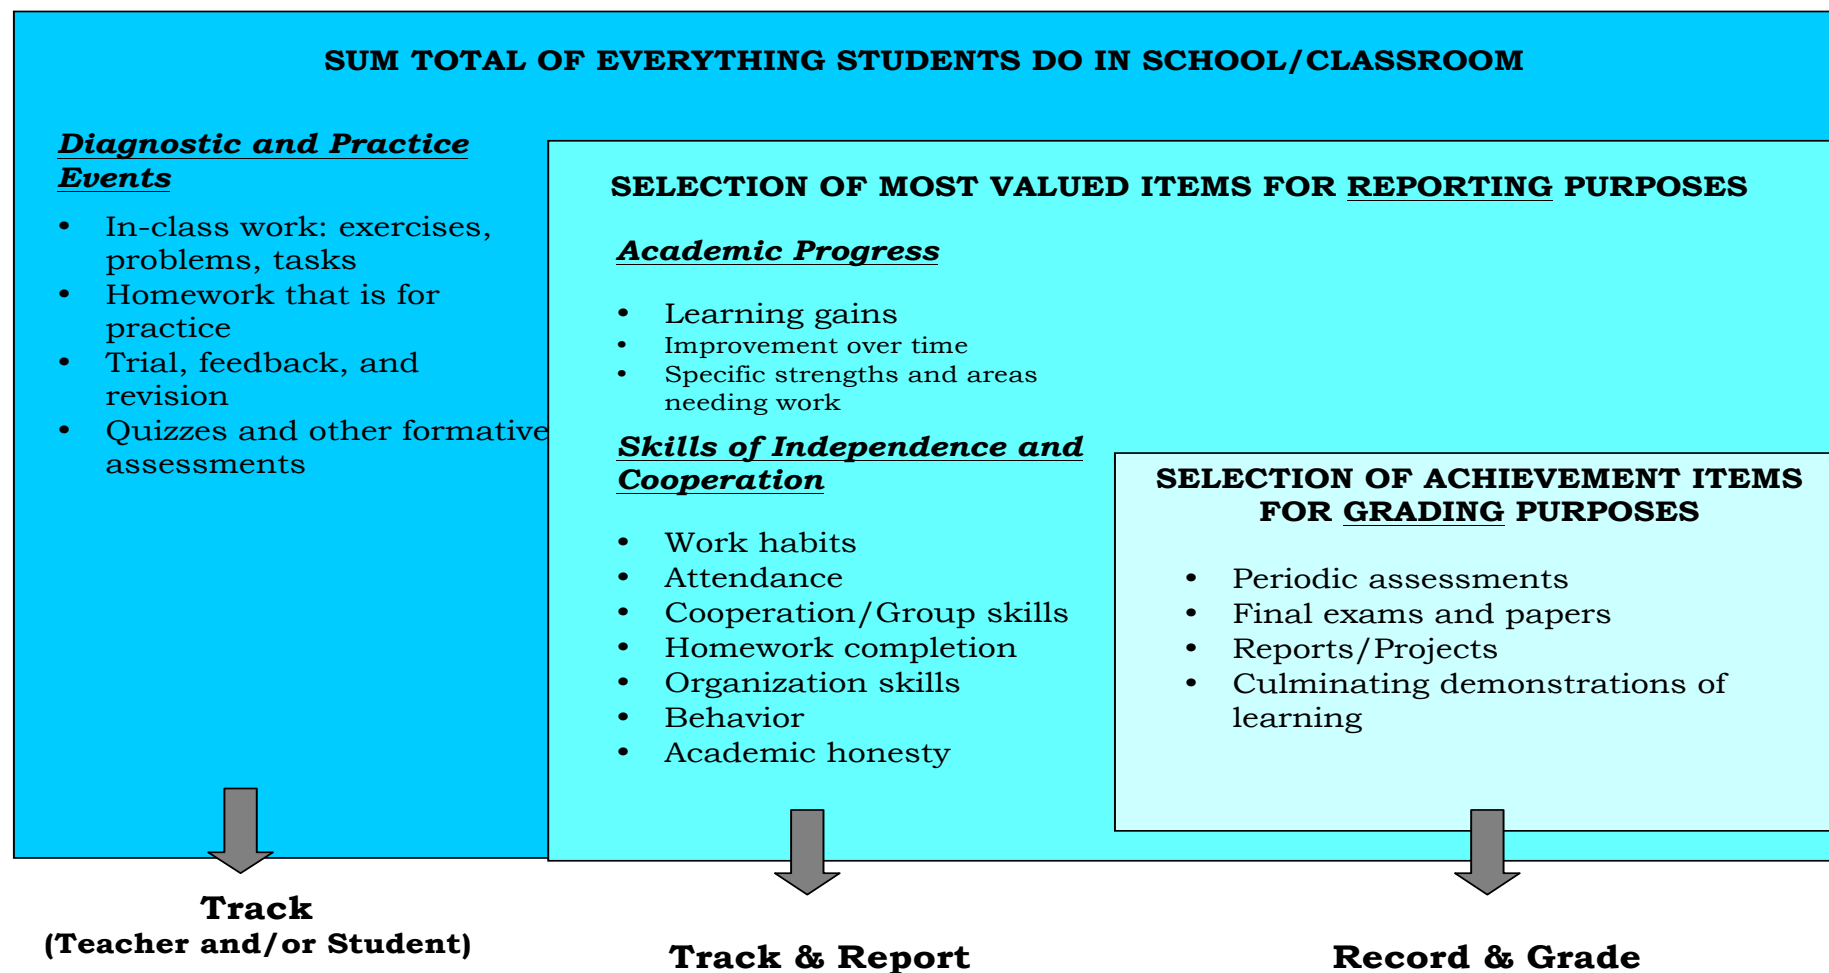 SUM TOTAL OF EVERYTHING STUDENTS DO IN SCHOOL/CLASSROOM
Diagnostic and Practice
Events
• In-class work: exercises,
problems, tasks
• Homework that is for
practice
• Trial, feedback, and
revision
• Quizzes and other formative
assessments
SELECTION OF MOST VALUED ITEMS FOR REPORTING PURPOSES
Academic Progress
• Learning gains
• Improvement over time
• Specific strengths and areas
needing work
Skills of Independence and
Cooperation
• Work habits
• Attendance
• Cooperation/Group skills
• Homework completion
• Organization skills
• Behavior
• Academic honesty
SELECTION OF ACHIEVEMENT ITEMS
FOR GRADING PURPOSES
• Periodic assessments
• Final exams and papers
• Reports/Projects
• Culminating demonstrations of
learning
Track
(Teacher and/or Student)
Track & Report
Record & Grade